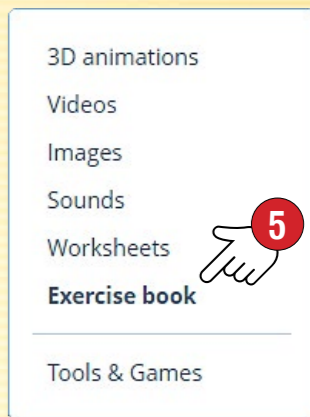 3D animations
Videos
Images
Sounds
5
Worksheets
Exercise book
Tools & Games